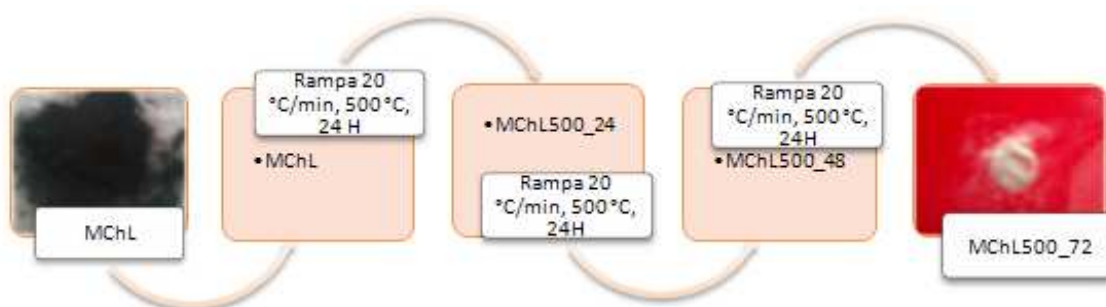 MChL
Rampa 20
°C/min, 500 °C,
24 H
• MChL
• MChL500_24
Rampa 20
°C/min, 500 °C,
24H
Rampa 20
°C/min, 500 °C,
24H
• MChL500_48
MChL500_72